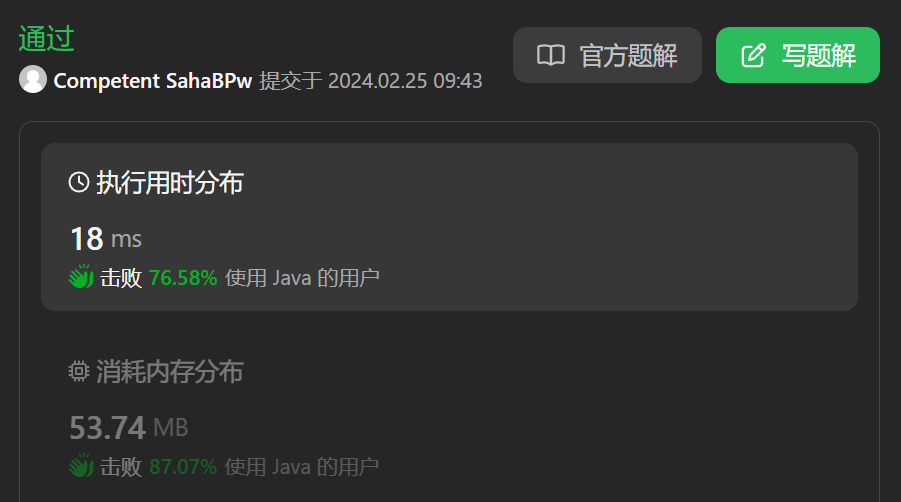 通过
官方题解
写题解
Competent SahaBPw 提交于 2024.02.25 09:43
执行用时分布
18 ms
击败 76.58% 使用 Java 的用户
消耗内存分布
53.74 MB
击败 87.07% 使用 Java 的用户